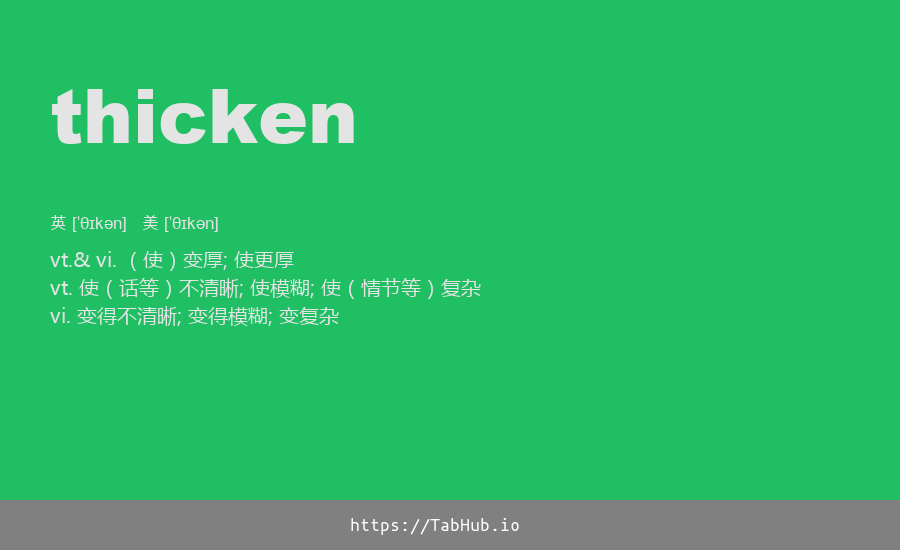 thicken
英 [ˈθɪkən] 美 [ˈθɪkən]
vt.& vi. ( 使 ) 变厚; 使更厚
vt. 使 ( 话等 ) 不清晰; 使模糊; 使 ( 情节等 ) 复杂
vi. 变得不清晰; 变得模糊; 变复杂
https://TabHub.io